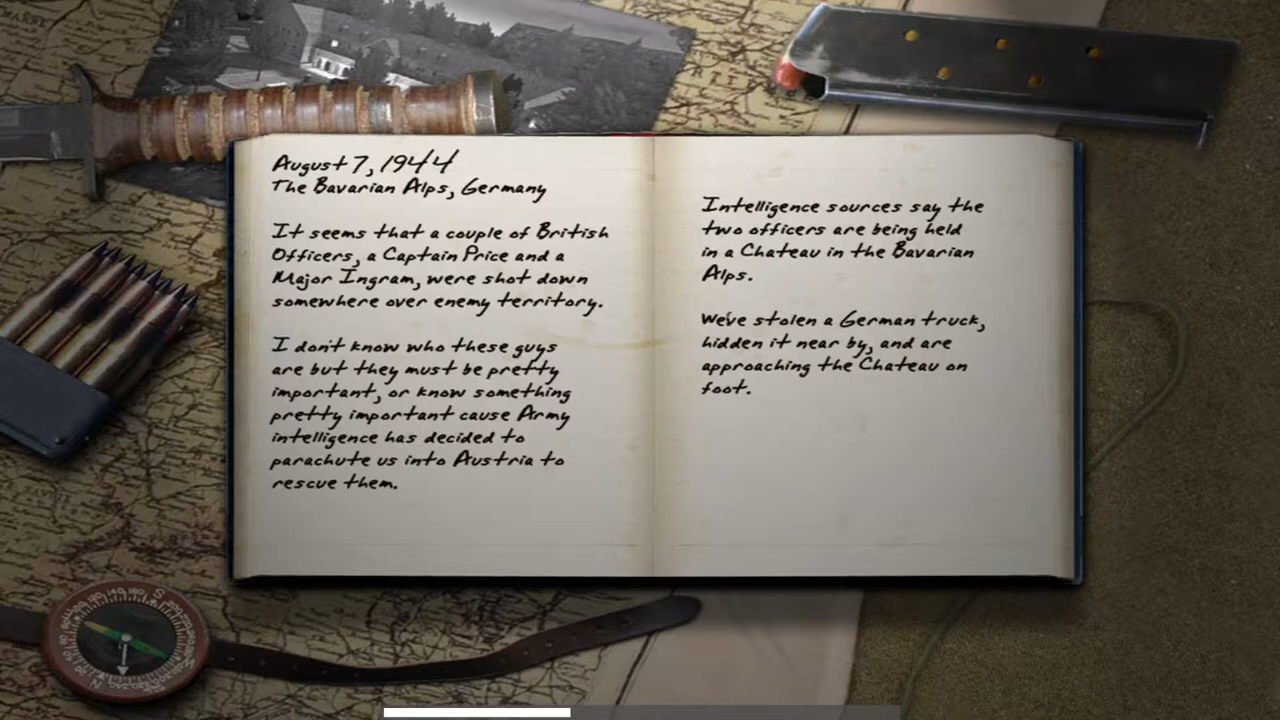 August 7, 1944
The Bavarian Alps, Germany
It seems that a couple of British
Officers, a Captain Price and a
Major Ingram, were shot down
somewhere over enemy territory.
I don't know who these guys
are but they must be pretty
important, or know something
pretty important cause Army
intelligence has decided to
parachute us into Austria to
rescue them.
Intelligence sources say the
two officers are being held
in a Chateau in the Bavarian
Alps.
We've stolen a German truck,
hidden it near by, and are
approaching the Chateau on
foot.